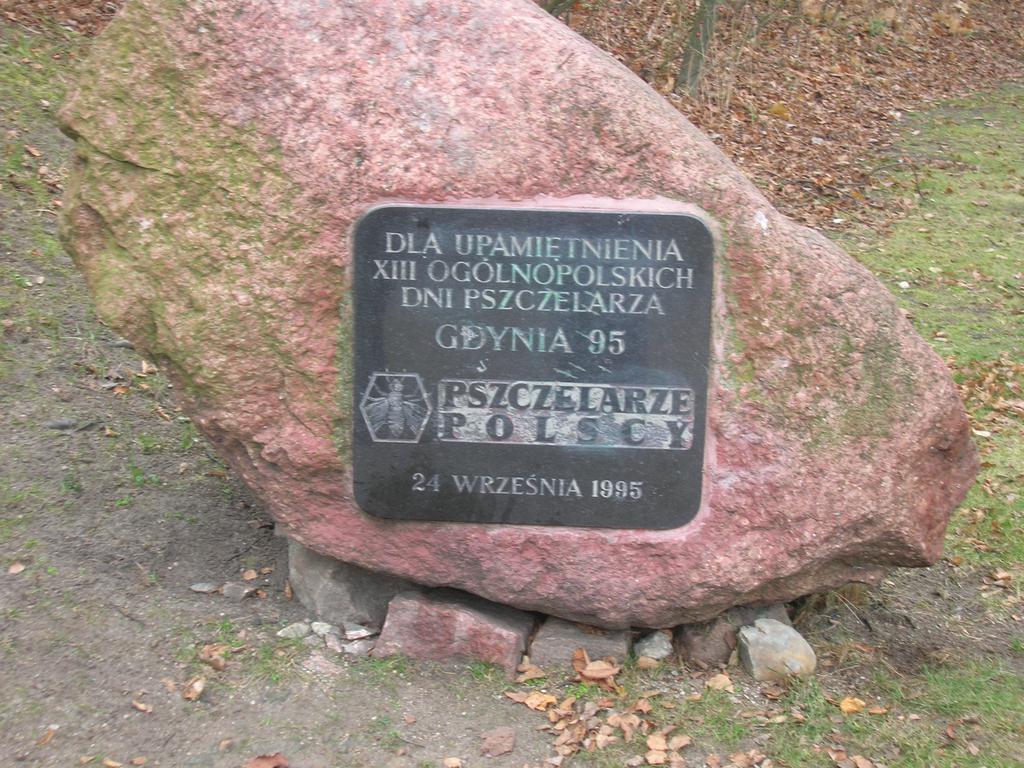 DLA UPAMIĘTNIENIA
XIII OGÓLNOPOLSKICH
DNI PSZCZELARZA
GDYNIA 95
PSZCZELARZE
POLSCY
24 WRZEŚNIA 1995